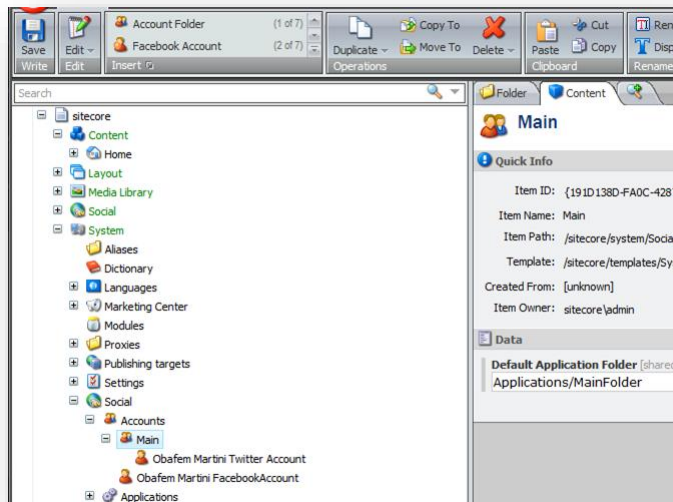 Account Folder (1 of 7)
Facebook Account (2 of 7)
Save Edit Duplicate Copy To Move To Delete Paste Cut Copy
Write Edit Insert Operations Clipboard Rename
Search
sitecore
Content
Home
Layout
Media Library
Social
System
Aliases
Dictionary
Languages
Marketing Center
Modules
Proxies
Publishing targets
Settings
Social
Accounts
Main
Obafem Martini Twitter Account
Obafem Martini FacebookAccount
Applications
Folder Content
Main
Quick Info
Item ID: {191D138D-FA0C-428
Item Name: Main
Item Path: /sitecore/system/Socia
Template: /sitecore/templates/Sy
Created From: [unknown]
Item Owner: sitecore\admin
Data
Default Application Folder [shared
Applications/MainFolder